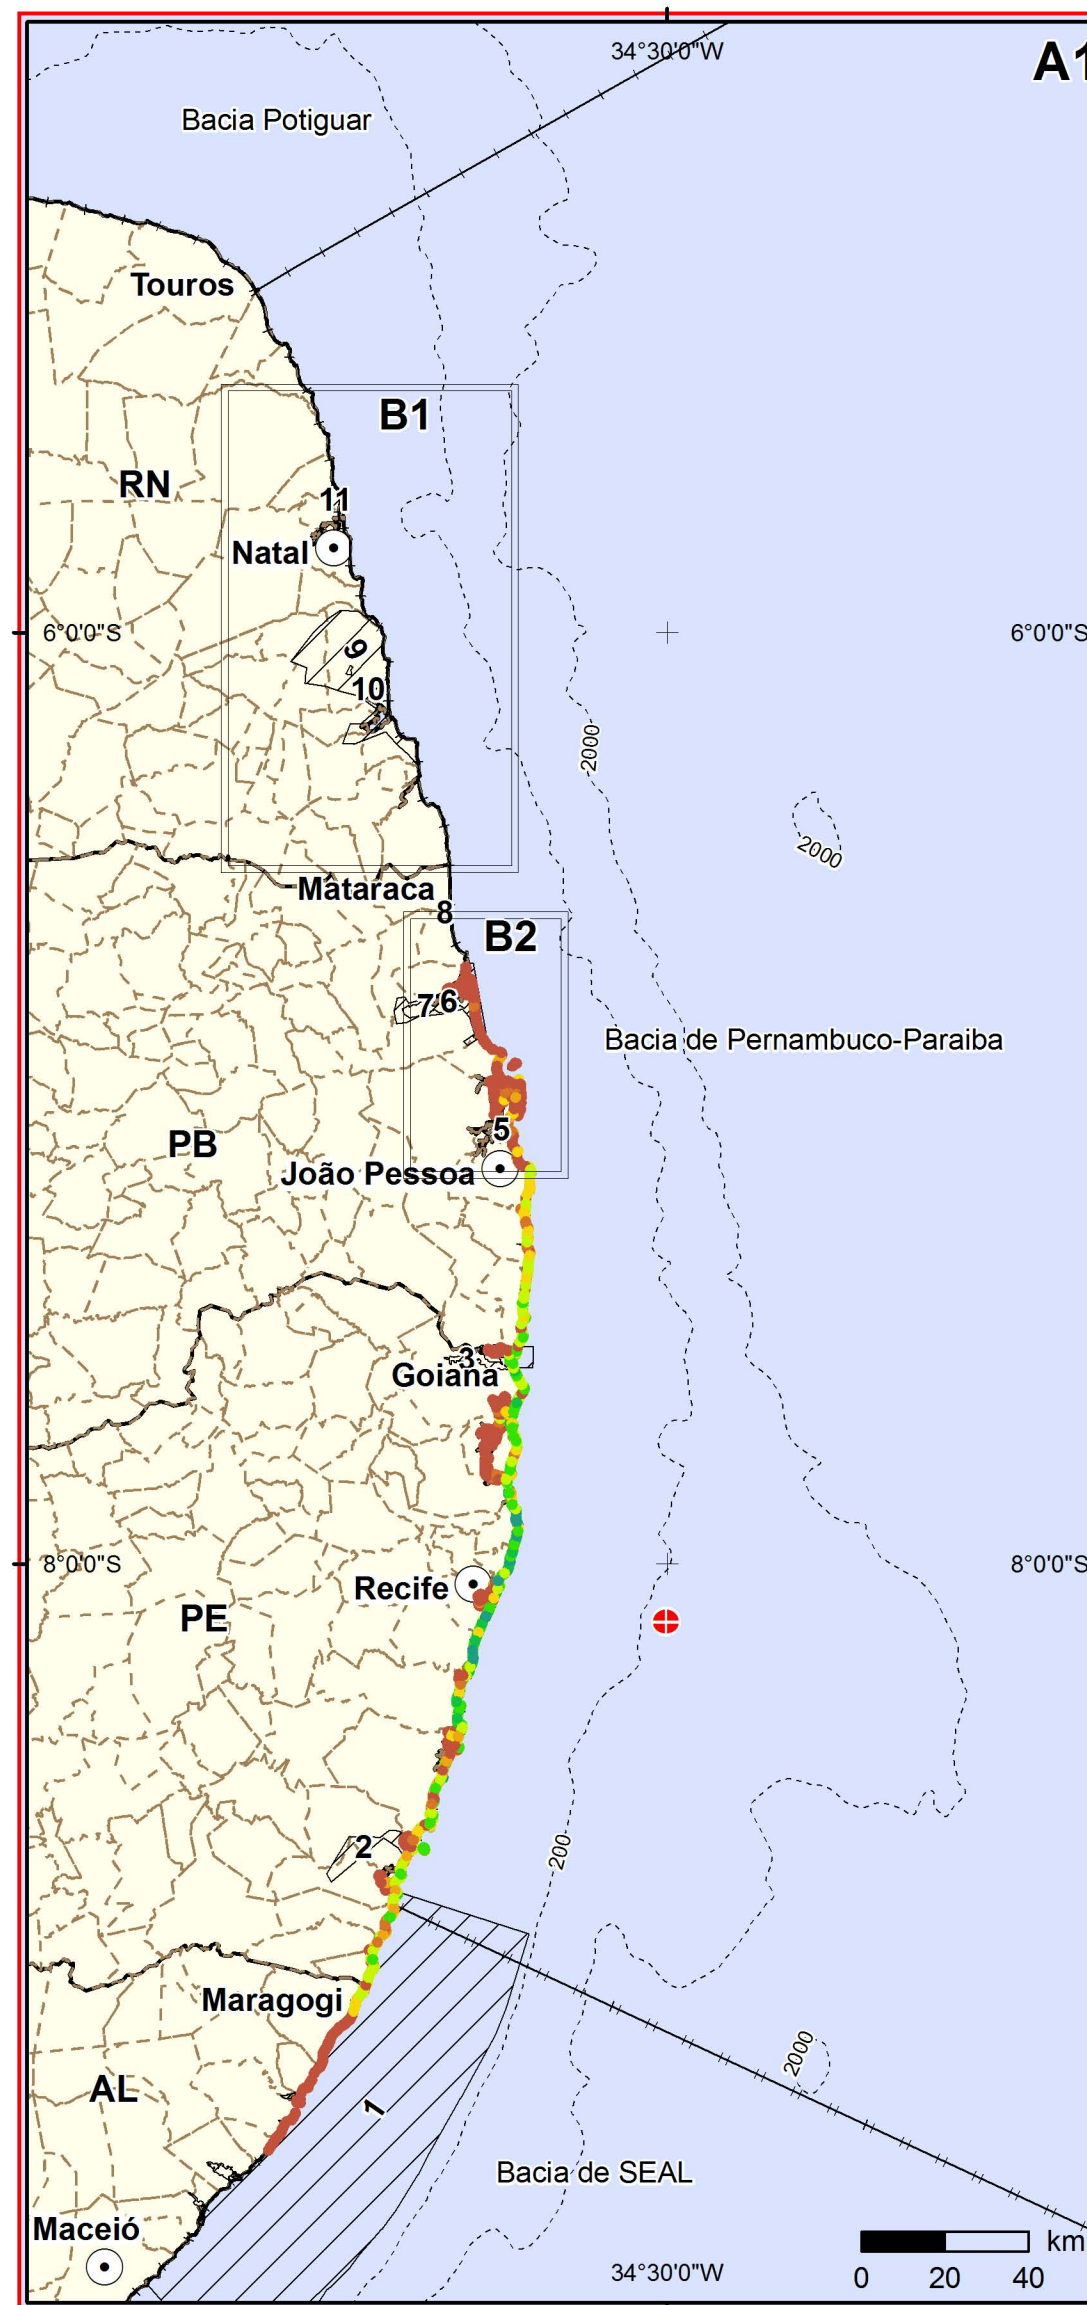 34°30'0"W
A1
Bacia Potiguar
Touros
B1
RN
11
Natal
6°0'0"S
6°0'0"S
9
10
2000
2000
Mataraca
8
B2
7
6
Bacia de Pernambuco-Paraiba
5
PB
João Pessoa
3
Goiana
8°0'0"S
8°0'0"S
Recife
PE
2
200
Maragogi
2000
AL
1
Bacia de SEAL
Maceió
34°30'0"W
km
0 20 40